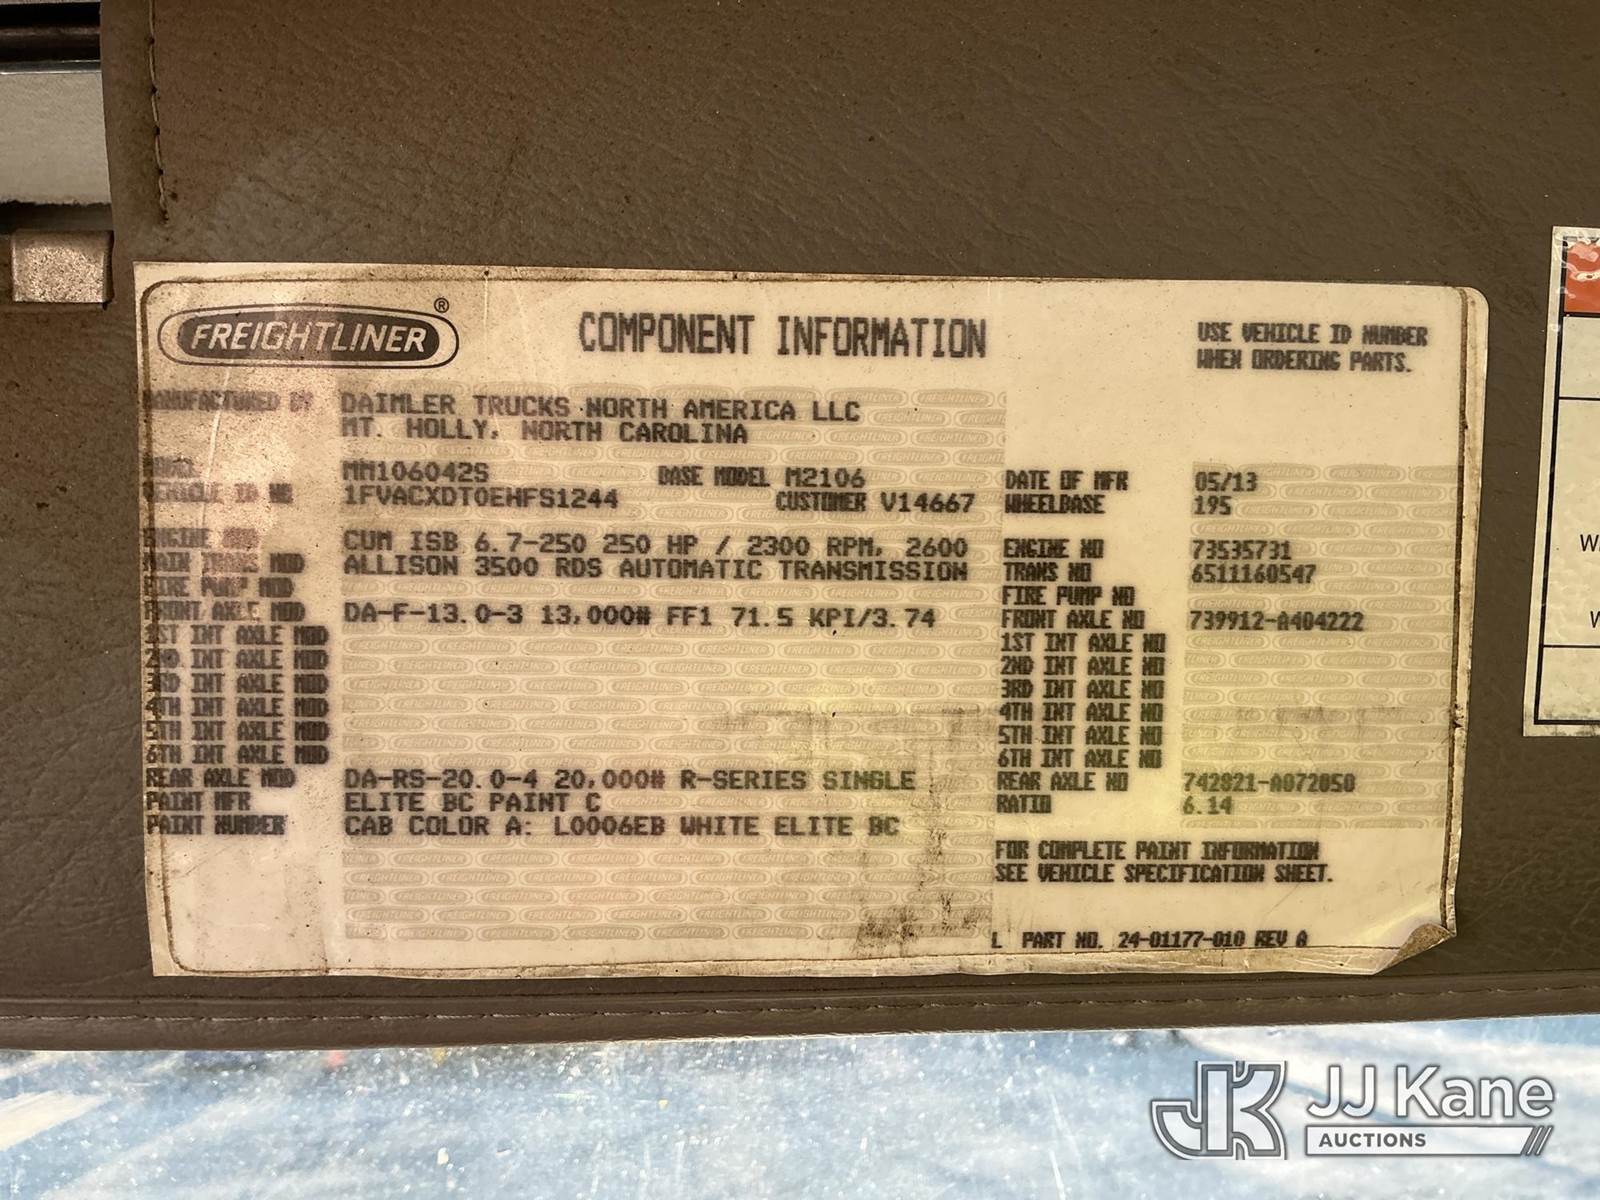 FREIGHTLINER ®
COMPONENT INFORMATION
USE VEHICLE ID NUMBER
WHEN ORDERING PARTS.
MANUFACTURED BY DAIMLER TRUCKS NORTH AMERICA LLC
MT. HOLLY, NORTH CAROLINA
MODEL MM106042S BASE MODEL M2106 DATE OF MFR 05/13
VEHICLE ID NO 1FVACXDT0EHFS1244 CUSTOMER V14667 WHEELBASE 195
ENGINE MOD CUM ISB 6.7-250 250 HP / 2300 RPM, 2600 ENGINE NO 73535731
MAIN TRANS MOD ALLISON 3500 RDS AUTOMATIC TRANSMISSION TRANS NO 6511160547
FIRE PUMP MOD FIRE PUMP NO
FRONT AXLE MOD DA-F-13.0-3 13,000# FF1 71.5 KPI/3.74 FRONT AXLE NO 739912-A404222
1ST INT AXLE MOD 1ST INT AXLE NO
2ND INT AXLE MOD 2ND INT AXLE NO
3RD INT AXLE MOD 3RD INT AXLE NO
4TH INT AXLE MOD 4TH INT AXLE NO
5TH INT AXLE MOD 5TH INT AXLE NO
6TH INT AXLE MOD 6TH INT AXLE NO
REAR AXLE MOD DA-RS-20.0-4 20,000# R-SERIES SINGLE REAR AXLE NO 742821-A072050
PAINT MFR ELITE BC PAINT C RATIO 6.14
PAINT NUMBER CAB COLOR A: L0006EB WHITE ELITE BC
FOR COMPLETE PAINT INFORMATION
SEE VEHICLE SPECIFICATION SHEET.
L PART NO. 24-01177-010 REV A
JK JJ Kane
AUCTIONS